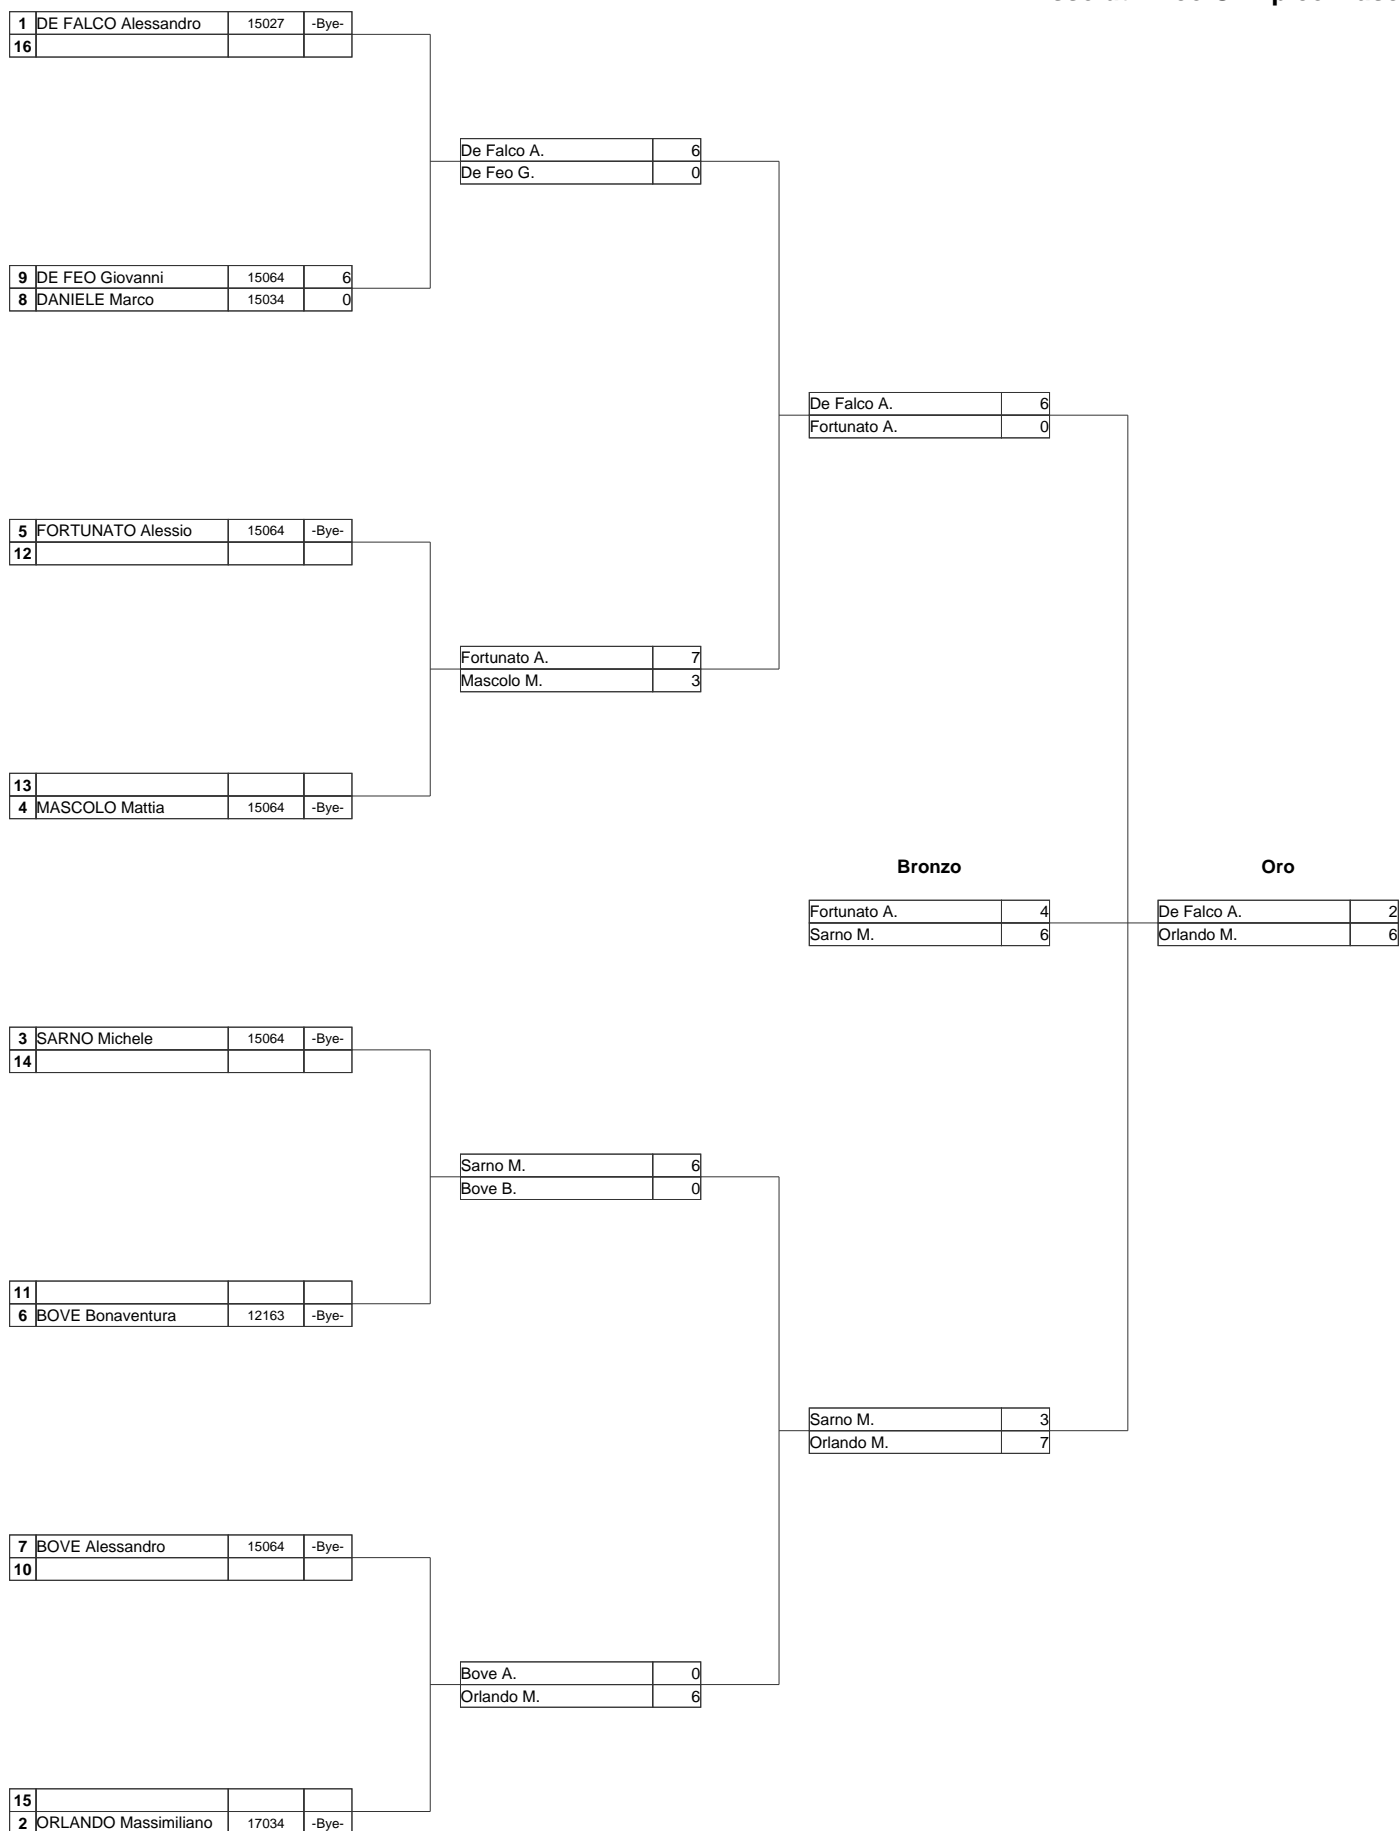 1 DE FALCO Alessandro 15027 -Bye-
16
De Falco A. 6
De Feo G. 0
9 DE FEO Giovanni 15064 6
8 DANIELE Marco 15034 0
De Falco A. 6
Fortunato A. 0
5 FORTUNATO Alessio 15064 -Bye-
12
Fortunato A. 7
Mascolo M. 3
13
4 MASCOLO Mattia 15064 -Bye-
Bronzo Oro
Fortunato A. 4 De Falco A. 2
Sarno M. 6 Orlando M. 6
3 SARNO Michele 15064 -Bye-
14
Sarno M. 6
Bove B. 0
11
6 BOVE Bonaventura 12163 -Bye-
Sarno M. 3
Orlando M. 7
7 BOVE Alessandro 15064 -Bye-
10
Bove A. 0
Orlando M. 6
15
2 ORLANDO Massimiliano 17034 -Bye-